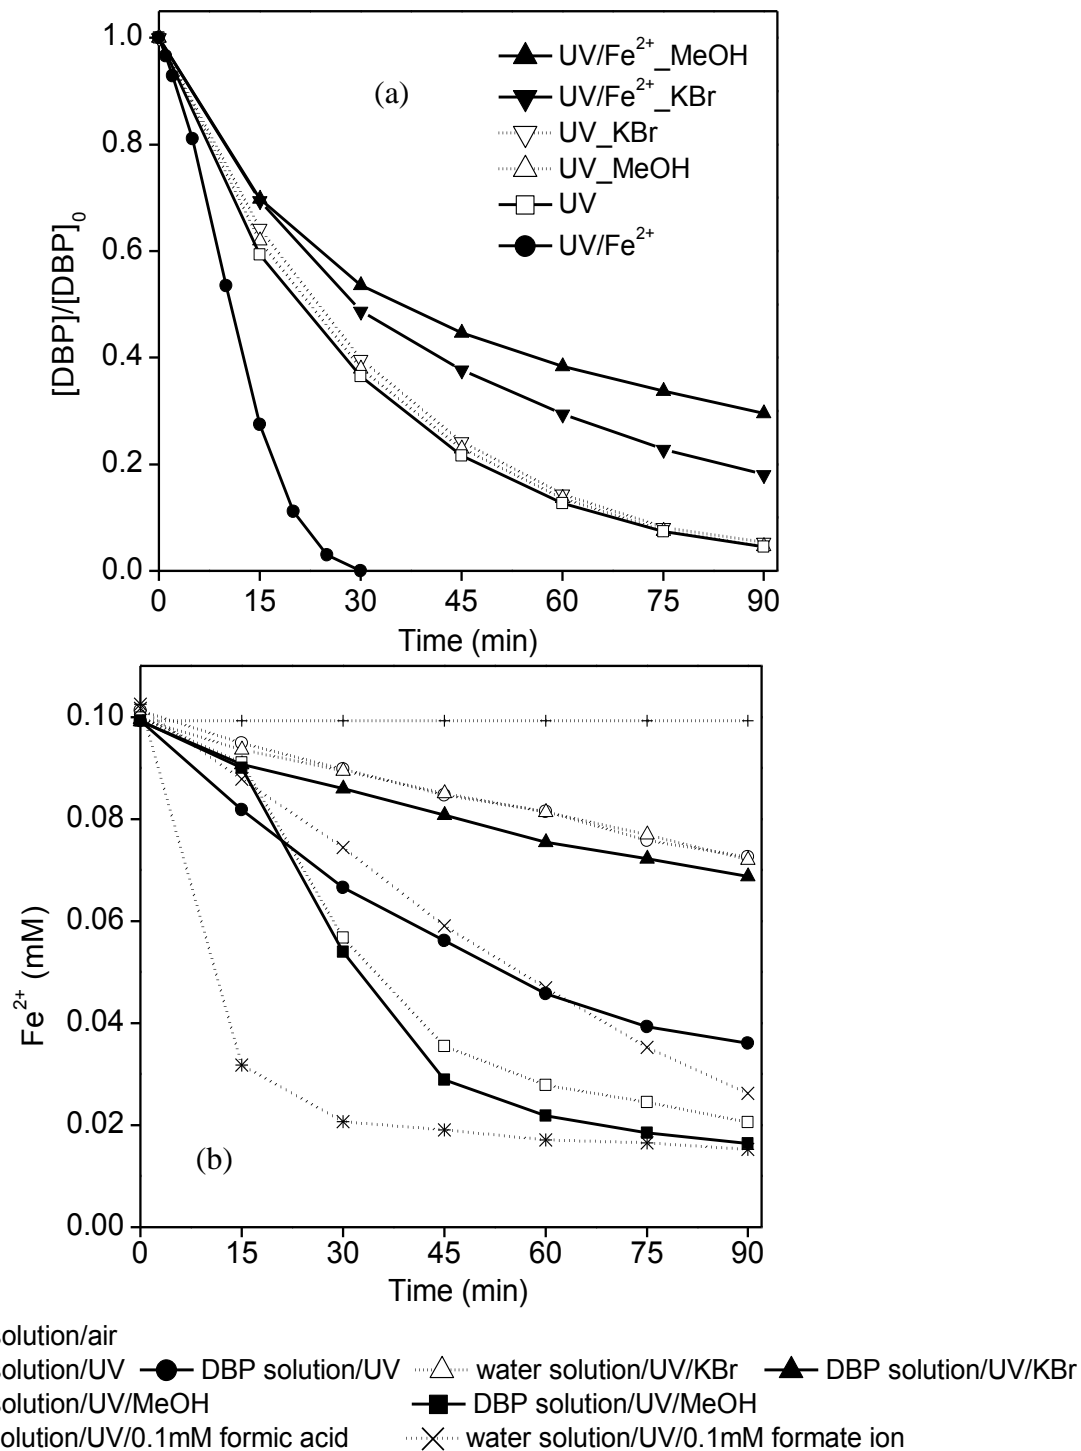 1.0
0.8
0.6
0.4
0.2
0.0
[DBP]/[DBP]0
(a)
UV/Fe2+_MeOH
UV/Fe2+_KBr
UV_KBr
UV_MeOH
UV
UV/Fe2+
0 15 30 45 60 75 90
Time (min)
0.10
0.08
0.06
0.04
0.02
0.00
Fe2+ (mM)
(b)
0 15 30 45 60 75 90
Time (min)
solution/air
solution/UV DBP solution/UV water solution/UV/KBr DBP solution/UV/KBr
solution/UV/MeOH DBP solution/UV/MeOH
solution/UV/0.1mM formic acid water solution/UV/0.1mM formate ion